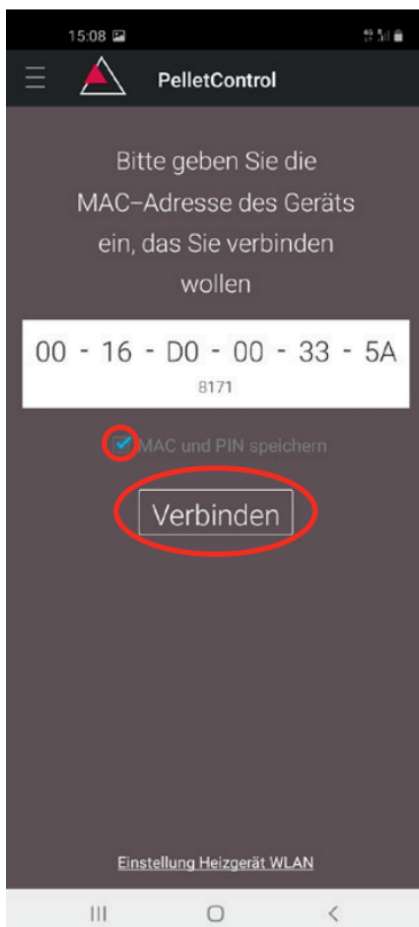 15:08
PelletControl
Bitte geben Sie die
MAC-Adresse des Geräts
ein, das Sie verbinden
wollen
00 - 16 - D0 - 00 - 33 - 5A
8171
MAC und PIN speichern
Verbinden
Einstellung Heizgerät WLAN